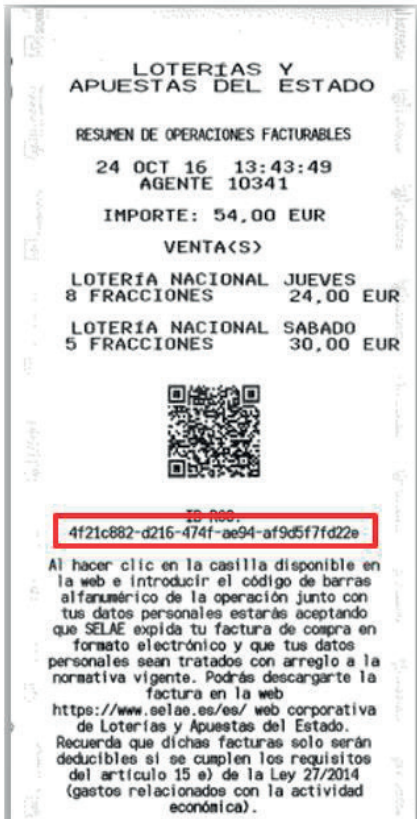 LOTERÍAS Y
APUESTAS DEL ESTADO
RESUMEN DE OPERACIONES FACTURABLES
24 OCT 16 13:43:49
AGENTE 10341
IMPORTE: 54,00 EUR
VENTA(S)
LOTERÍA NACIONAL JUEVES
8 FRACCIONES 24,00 EUR
LOTERÍA NACIONAL SABADO
5 FRACCIONES 30,00 EUR
4f21c882-d216-474f-ae94-af9d5f7fd22e
Al hacer clic en la casilla disponible en
la web e introducir el código de barras
alfanumérico de la operación junto con
tus datos personales estarás aceptando
que SELAE expida tu factura de compra en
formato electrónico y que tus datos
personales sean tratados con arreglo a la
normativa vigente. Podrás descargarte la
factura en la web
https://www.selae.es/es/ web corporativa
de Loterías y Apuestas del Estado.
Recuerda que dichas facturas solo serán
deducibles si se cumplen los requisitos
del artículo 15 e) de la Ley 27/2014
(gastos relacionados con la actividad
económica).